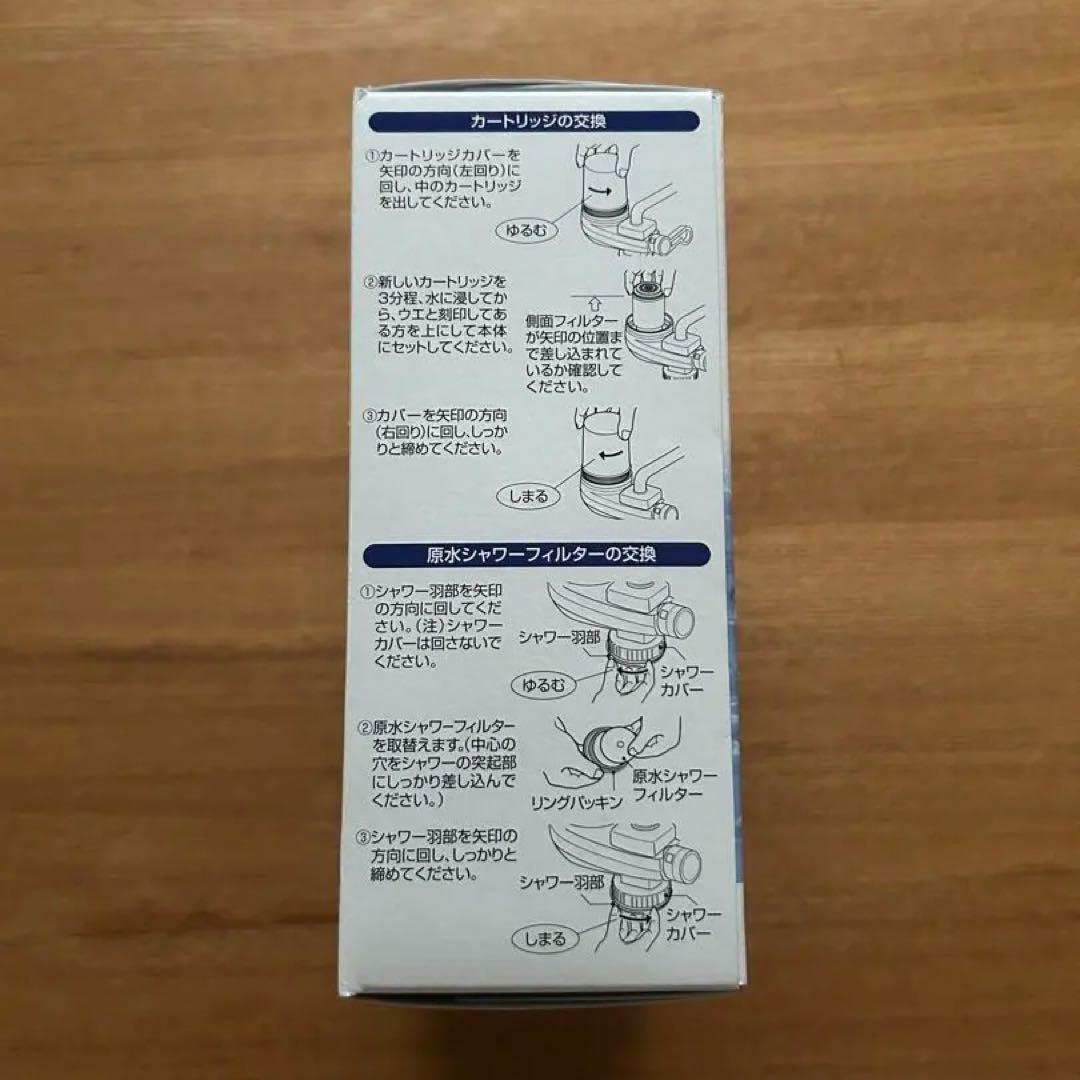 カートリッジの交換
①カートリッジカバーを
矢印の方向(左回り)に
回し、中のカートリッジ
を出してください。
ゆるむ
②新しいカートリッジを
3分程、水に浸してか
ら、ウエと刻印してあ
る方を上にして本体
にセットしてください。
側面フィルター
が矢印の位置ま
で差し込まれて
いるか確認して
ください。
③カバーを矢印の方向
(右回り)に回し、しっか
りと締めてください。
しまる
原水シャワーフィルターの交換
①シャワー羽部を矢印
の方向に回してくだ
さい。(注)シャワー
カバーは回さないで
ください。
シャワー羽部
ゆるむ
シャワー
カバー
②原水シャワーフィルター
を取替えます。(中心の
穴をシャワーの突起部
にしっかり差し込んで
ください。)
原水シャワー
フィルター
リングパッキン
③シャワー羽部を矢印の
方向に回し、しっかりと
締めてください。
シャワー羽部
しまる
シャワー
カバー